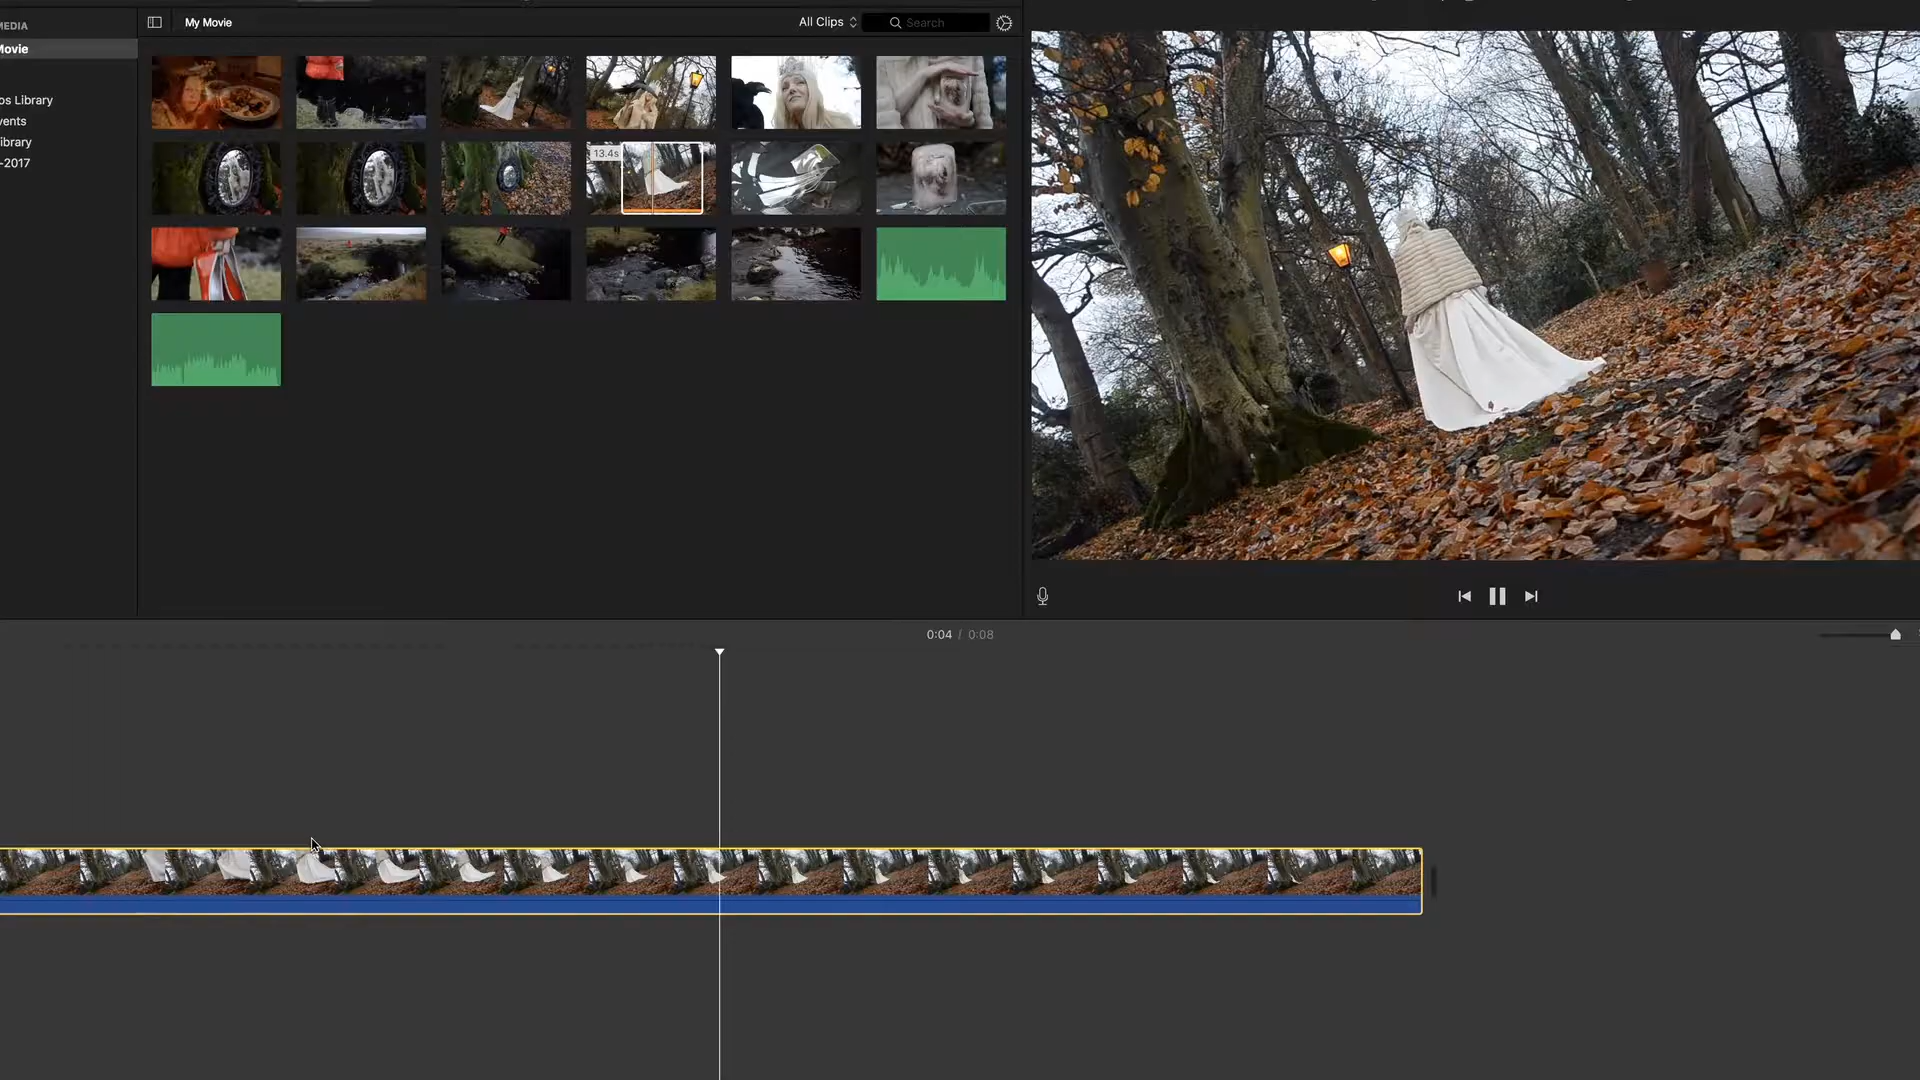 MEDIA
My Movie
All Clips
Search
Movie
os Library
vents
ibrary
-2017
13.4s
0:04 / 0:08